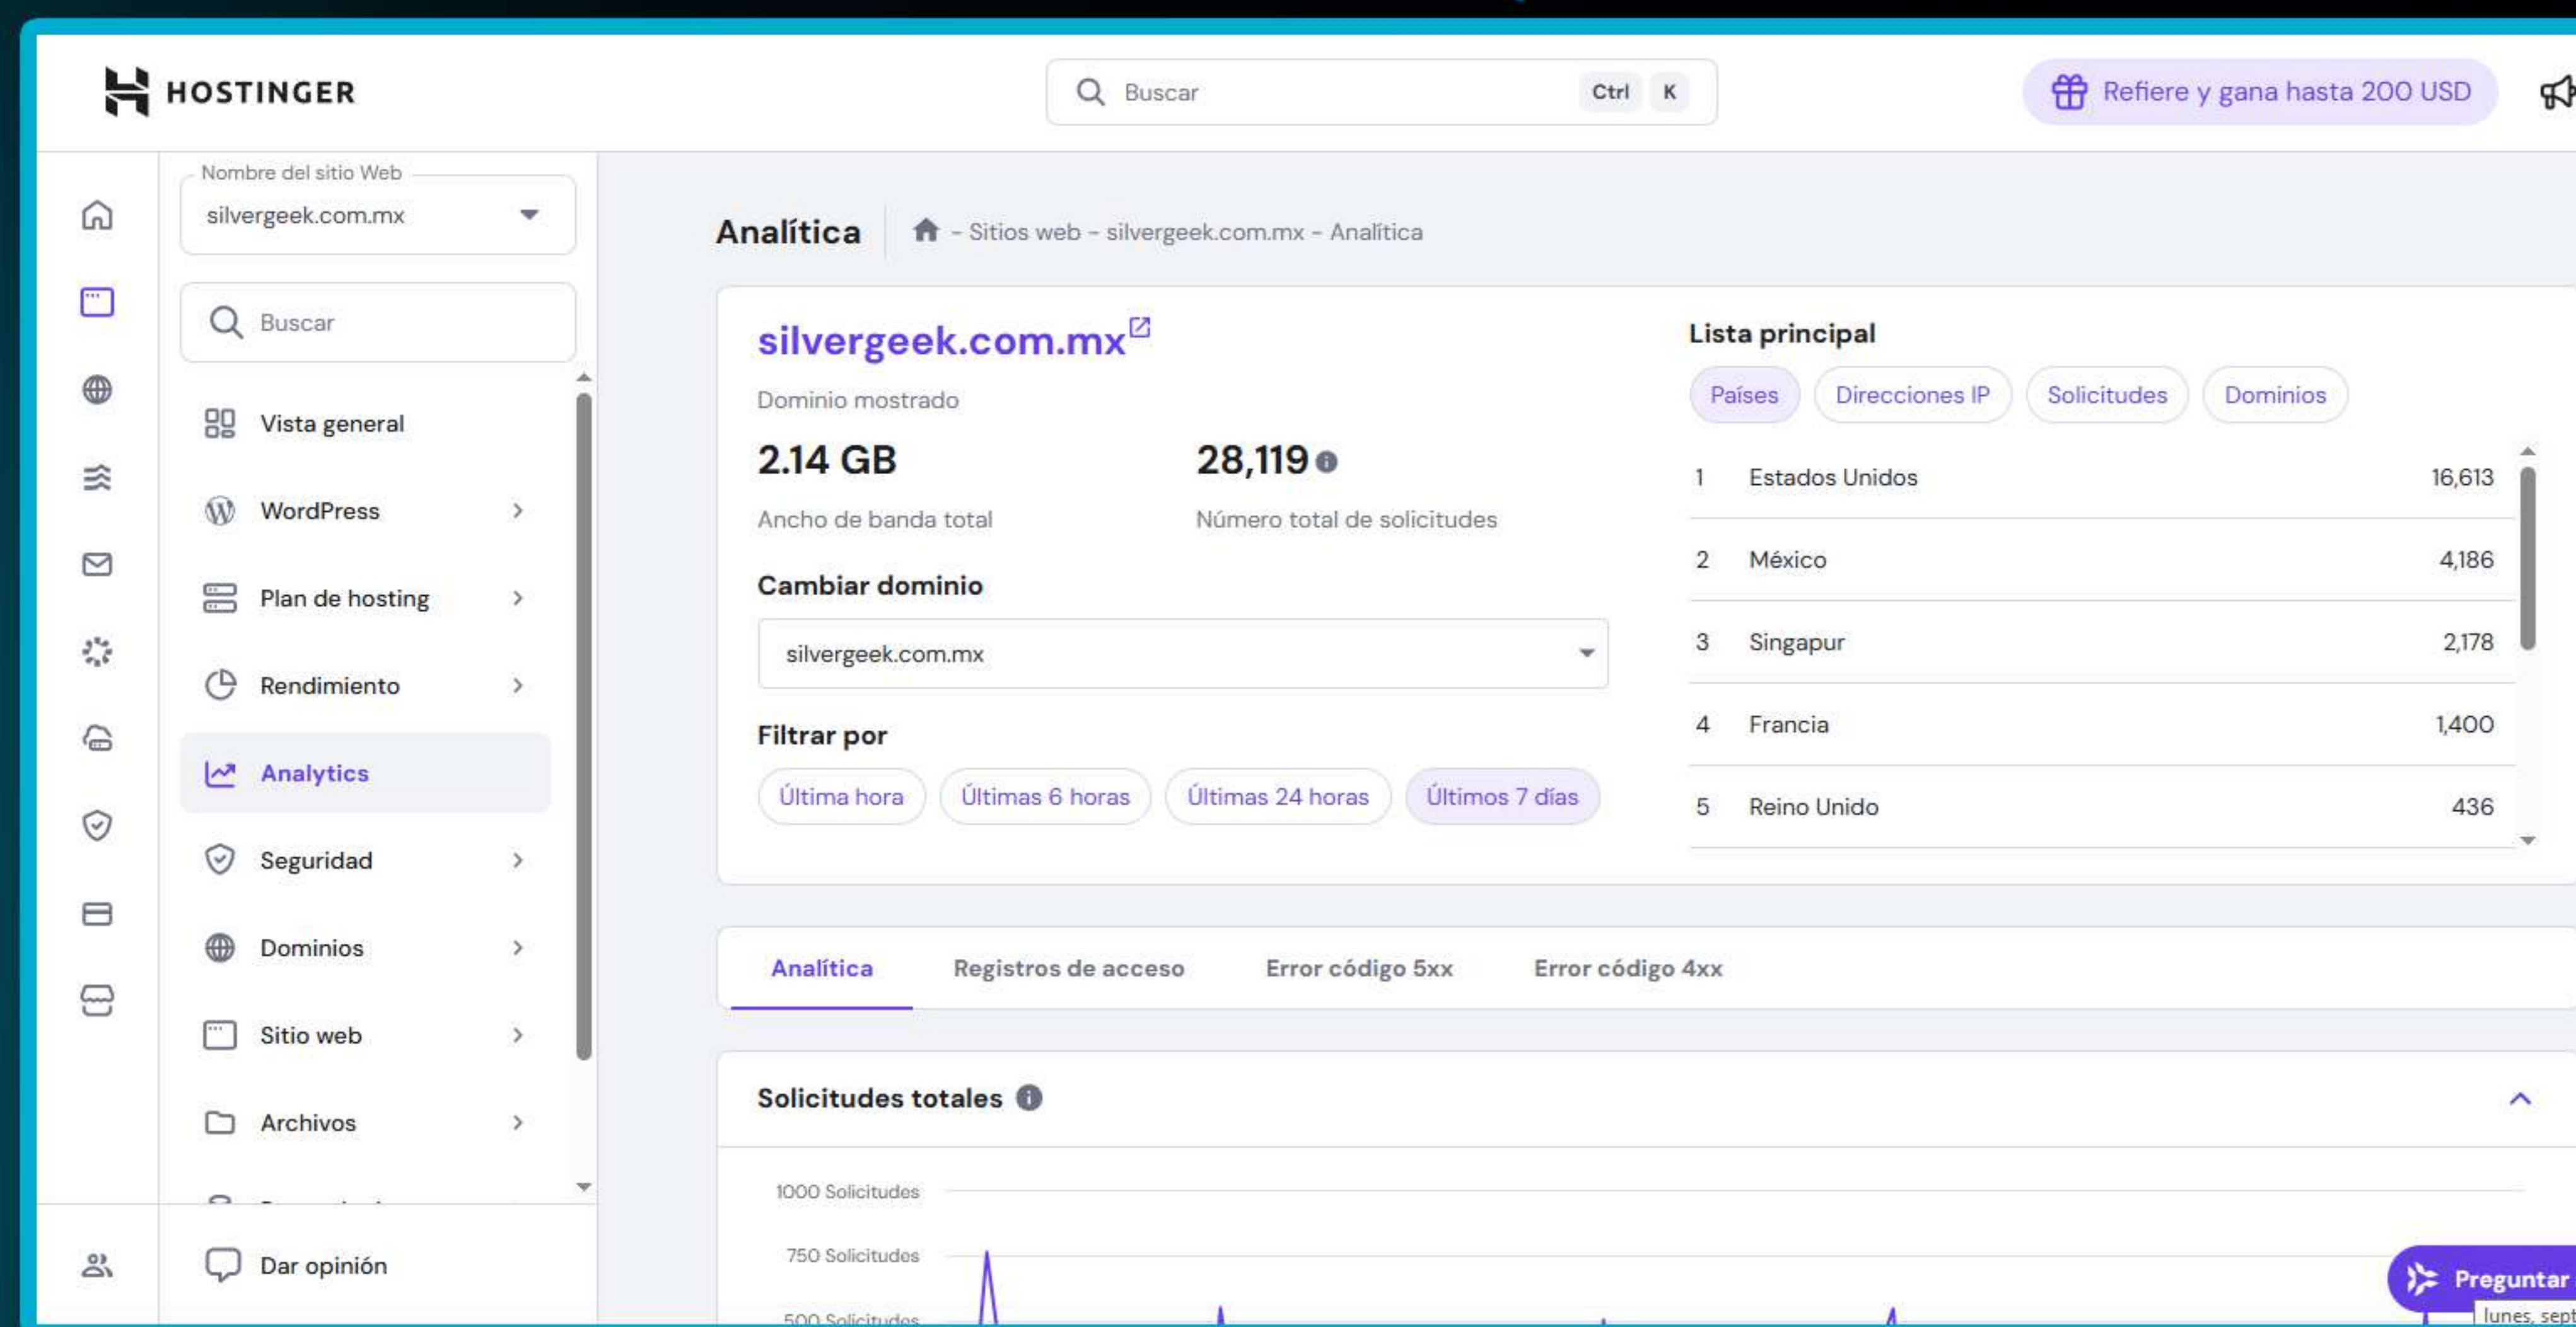 HOSTINGER
Buscar
Ctrl K
Refiere y gana hasta 200 USD
Nombre del sitio Web
silvergeek.com.mx
Buscar
Vista general
WordPress
Plan de hosting
Rendimiento
Analytics
Seguridad
Dominios
Sitio web
Archivos
Dar opinión
Analítica
- Sitios web - silvergeek.com.mx - Analítica
silvergeek.com.mx
Dominio mostrado
2.14 GB
Ancho de banda total
28,119
Número total de solicitudes
Cambiar dominio
silvergeek.com.mx
Filtrar por
Última hora
Últimas 6 horas
Últimas 24 horas
Últimos 7 días
Lista principal
Países
Direcciones IP
Solicitudes
Dominios
1 Estados Unidos 16,613
2 México 4,186
3 Singapur 2,178
4 Francia 1,400
5 Reino Unido 436
Analítica
Registros de acceso
Error código 5xx
Error código 4xx
Solicitudes totales
1000 Solicitudes
750 Solicitudes
500 Solicitudes
Preguntar
lunes, sept